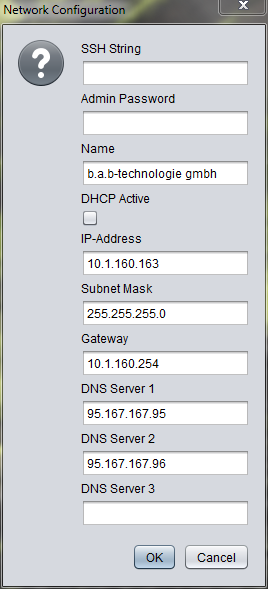 Network Configuration
SSH String
Admin Password
Name
b.a.b-technologie gmbh
DHCP Active
IP-Address
10.1.160.163
Subnet Mask
255.255.255.0
Gateway
10.1.160.254
DNS Server 1
95.167.167.95
DNS Server 2
95.167.167.96
DNS Server 3
OK Cancel